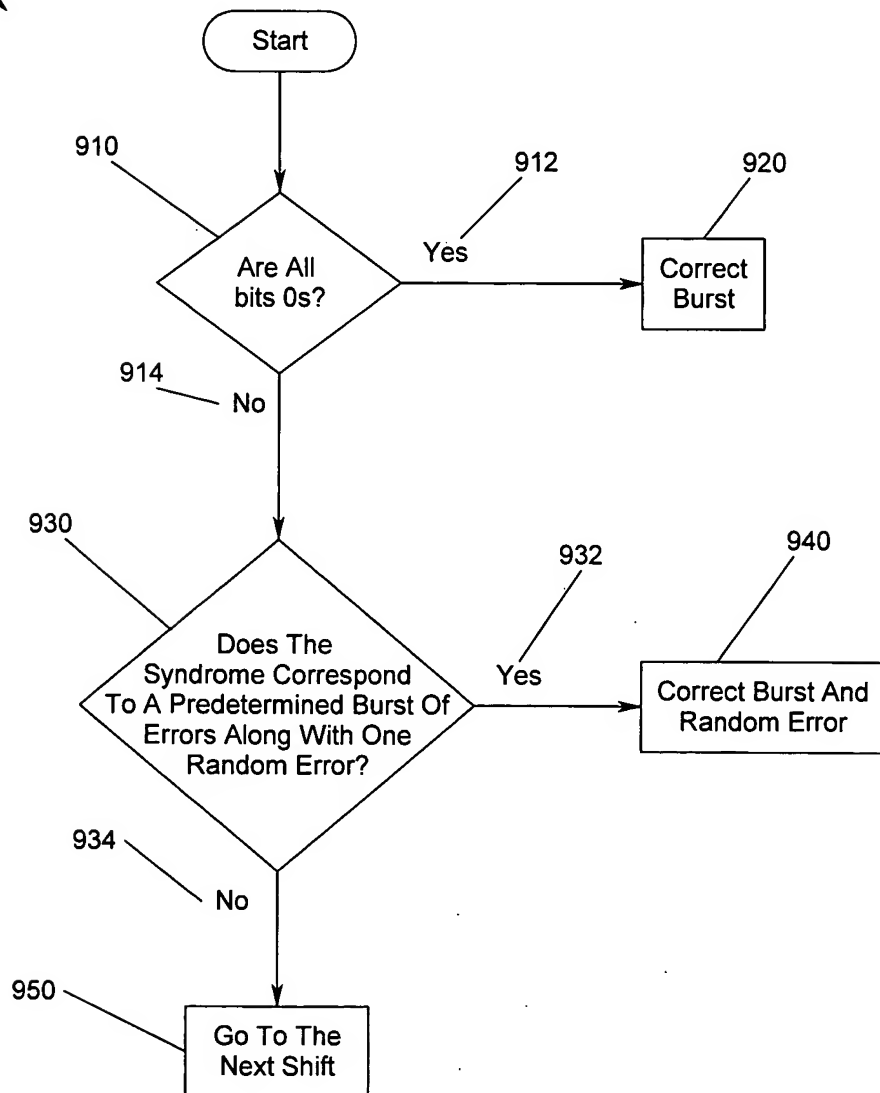 Start
910
912
920
Are All
bits 0s?
Yes
Correct
Burst
914
No
930
932
940
Does The
Syndrome Correspond
To A Predetermined Burst Of
Errors Along With One
Random Error?
Yes
Correct Burst And
Random Error
934
No
950
Go To The
Next Shift